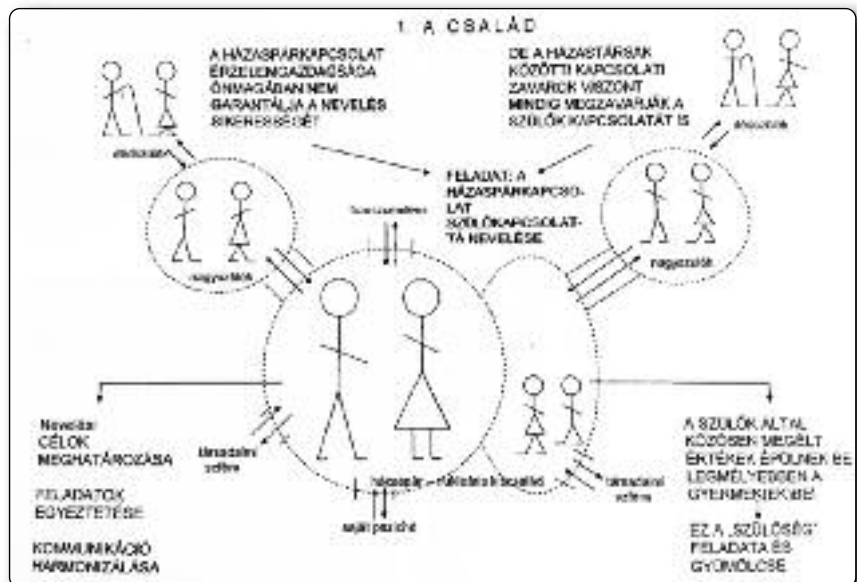 1. A CSALÁD
A HÁZASPÁRKAPCSOLAT
ÉRZELEMGAZDAGSÁGA
ÖNMAGÁBAN NEM
GARANTÁLJA A NEVELÉS
SIKERESSÉGÉT
DE A HÁZASTÁRSAK
KÖZÖTTI KAPCSOLATI
ZAVAROK VISZONT
MINDIG MEGZAVARJÁK A
SZÜLŐK KAPCSOLATÁT IS
FELADAT: A
HÁZASPÁRKAPCSO-
LAT
SZÜLŐKAPCSOLAT-
TÁ NEVELÉSE
nagyszülők
nagyszülők
Nevelési
CÉLOK
MEGHATÁROZÁSA
FELADATOK
EGYEZTETÉSE
KOMMUNIKÁCIÓ
HARMONIZÁLÁSA
társadalmi
szféra
házaspár
saját psziché
társadalmi
szféra
A SZÜLŐK ÁLTAL
KÖZÖSEN MEGÉLT
ÉRTÉKEK ÉPÜLNEK BE
LEGMÉLYEBBEN A
GYERMEKEKBE!
EZ A „SZÜLŐSÉG”
FELADATA ÉS
GYÜMÖLCSE